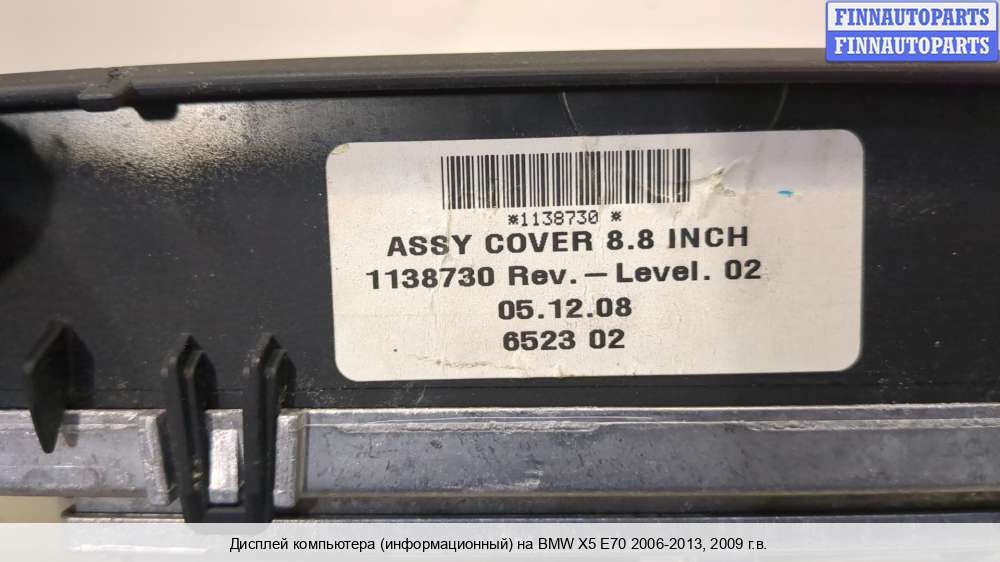 FINNAUTOPARTS
FINNAUTOPARTS
*1138730 *
ASSY COVER 8.8 INCH
1138730 Rev. – Level. 02
05.12.08
6523 02
Дисплей компьютера (информационный) на BMW X5 E70 2006-2013, 2009 г.в.